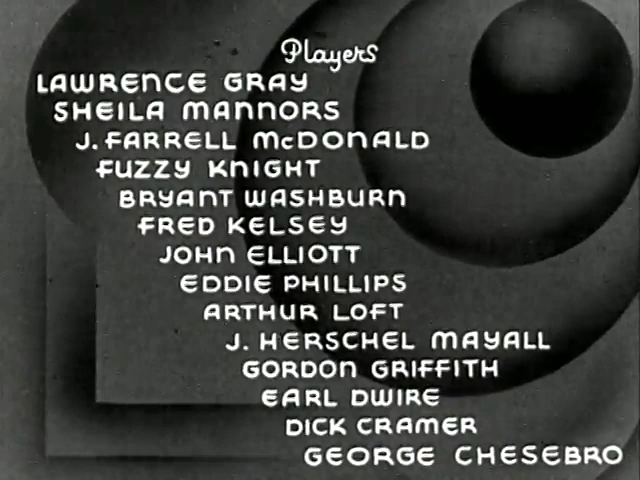 Players
LAWRENCE GRAY
SHEILA MANNORS
J. FARRELL McDONALD
FUZZY KNIGHT
BRYANT WASHBURN
FRED KELSEY
JOHN ELLIOTT
EDDIE PHILLIPS
ARTHUR LOFT
J. HERSCHEL MAYALL
GORDON GRIFFITH
EARL DWIRE
DICK CRAMER
GEORGE CHESEBRO